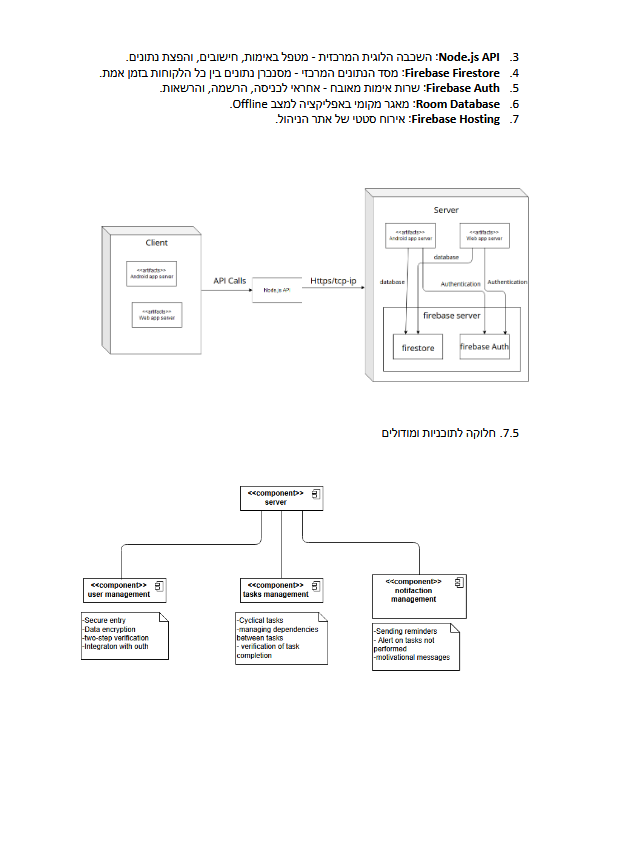 3. Node.js API: השכבה הלוגית המרכזית - מטפל באימות, חישובים, והפצת נתונים.
4. Firebase Firestore: מסד הנתונים המרכזי - מסנכרן נתונים בין כל הלקוחות בזמן אמת.
5. Firebase Auth: שרות אימות מאובח - אחראי לכניסה, הרשמה, והרשאות.
6. Room Database: מאגר מקומי באפליקציה למצב Offline.
7. Firebase Hosting: אירוח סטטי של אתר הניהול.
Client
<<artifacts>>
Android app server
<<artifacts>>
Web app server
API Calls
Node.js API
Https/tcp-ip
Server
<<artifacts>>
Android app server
<<artifacts>>
Web app server
database
database
Authentication
Authentication
firebase server
firestore
firebase Auth
7.5. חלוקה לתוכניות ומודולים
<<component>>
server
<<component>>
user management
-Secure entry
-Data encryption
-two-step verification
-Integraton with outh
<<component>>
tasks management
-Cyclical tasks
-managing dependencies
between tasks
- verification of task
completion
<<component>>
notifaction
management
-Sending reminders
- Alert on tasks not
performed
-motivational messages